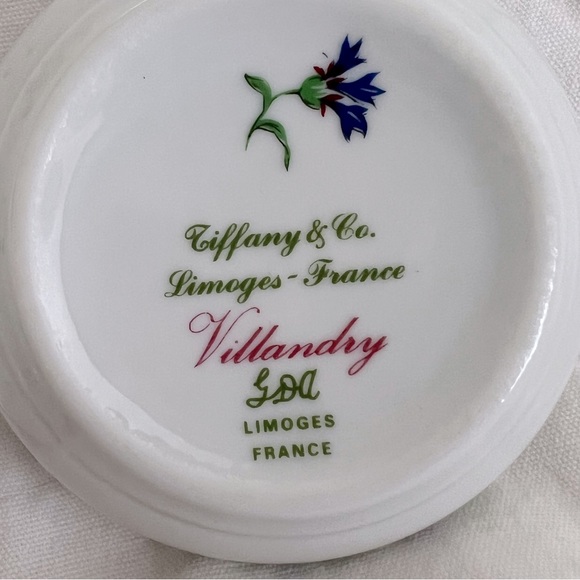 Tiffany & Co.
Limoges - France
Villandry
GDA
LIMOGES
FRANCE